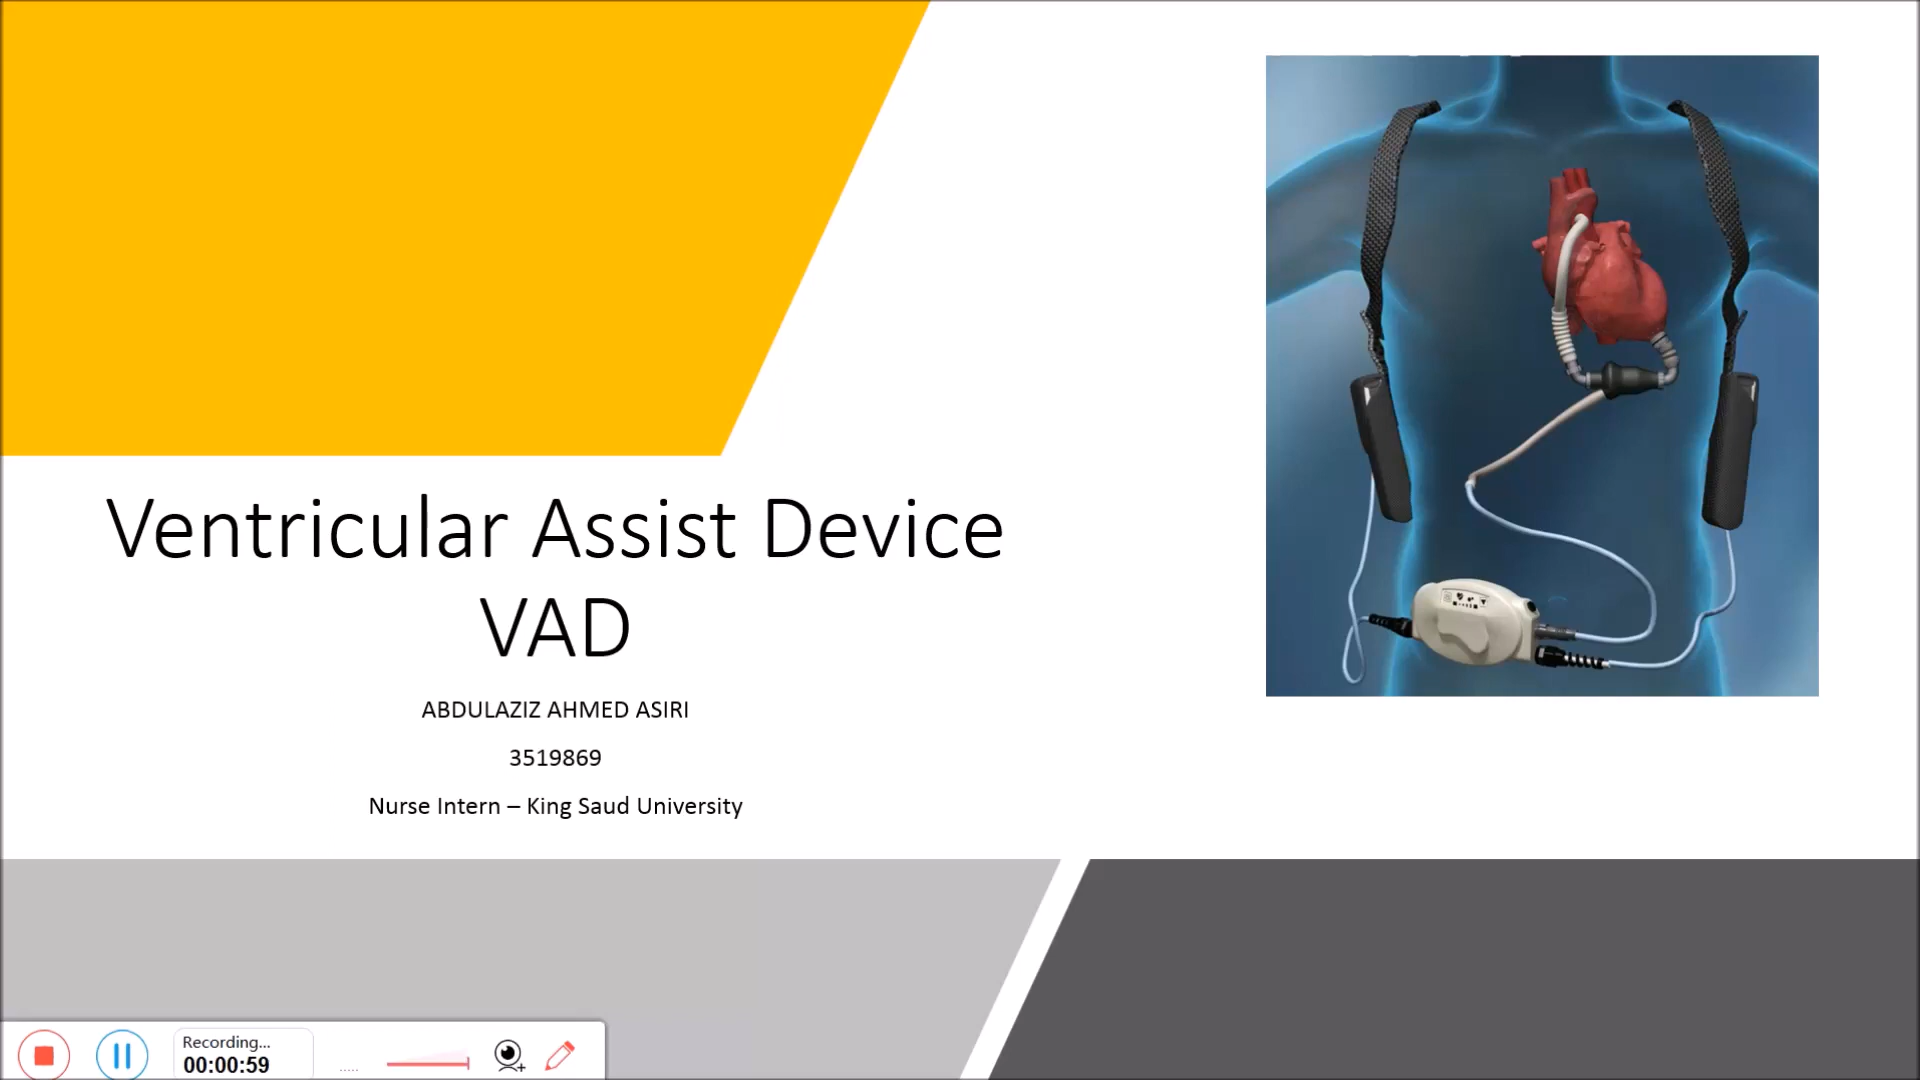 Ventricular Assist Device
VAD
ABDULAZIZ AHMED ASIRI
3519869
Nurse Intern – King Saud University
Recording...
00:00:59